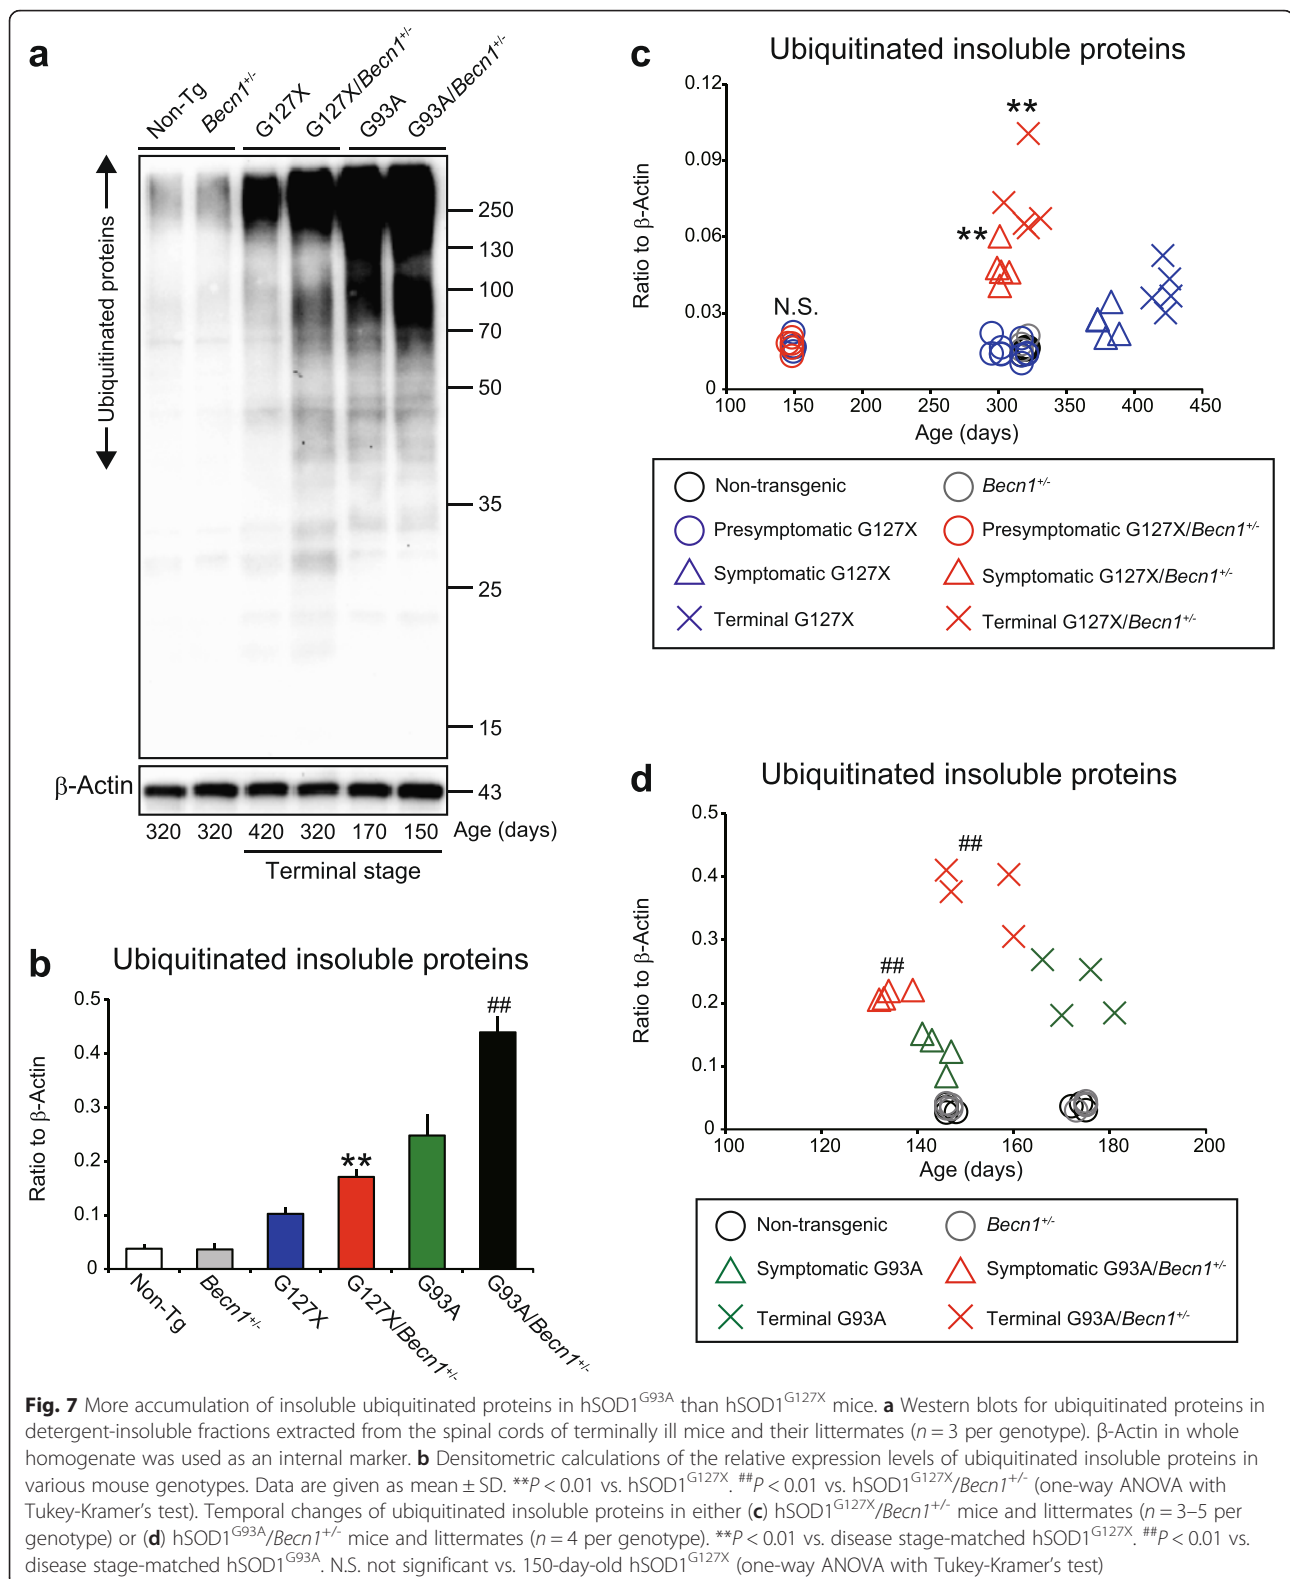 a
Non-Tg
Becn1+/-
G127X
G127X/Becn1+/-
G93A
G93A/Becn1+/-
Ubiquitinated proteins
250
130
100
70
50
35
25
15
β-Actin
43
320 320 420 320 170 150 Age (days)
Terminal stage
b
Ubiquitinated insoluble proteins
Ratio to β-Actin
0.5
0.4
0.3
0.2
0.1
0
**
##
Non-Tg
Becn1+/-
G127X
G127X/Becn1+/-
G93A
G93A/Becn1+/-
c
Ubiquitinated insoluble proteins
Ratio to β-Actin
0.12
0.09
0.06
0.03
0
N.S.
**
**
100 150 200 250 300 350 400 450
Age (days)
Non-transgenic Becn1+/-
Presymptomatic G127X Presymptomatic G127X/Becn1+/-
Symptomatic G127X Symptomatic G127X/Becn1+/-
Terminal G127X Terminal G127X/Becn1+/-
d
Ubiquitinated insoluble proteins
Ratio to β-Actin
0.5
0.4
0.3
0.2
0.1
0
##
##
100 120 140 160 180 200
Age (days)
Non-transgenic Becn1+/-
Symptomatic G93A Symptomatic G93A/Becn1+/-
Terminal G93A Terminal G93A/Becn1+/-
Fig. 7 More accumulation of insoluble ubiquitinated proteins in hSOD1G93A than hSOD1G127X mice. a Western blots for ubiquitinated proteins in
detergent-insoluble fractions extracted from the spinal cords of terminally ill mice and their littermates (n = 3 per genotype). β-Actin in whole
homogenate was used as an internal marker. b Densitometric calculations of the relative expression levels of ubiquitinated insoluble proteins in
various mouse genotypes. Data are given as mean ± SD. **P < 0.01 vs. hSOD1G127X. ##P < 0.01 vs. hSOD1G127X/Becn1+/- (one-way ANOVA with
Tukey-Kramer's test). Temporal changes of ubiquitinated insoluble proteins in either (c) hSOD1G127X/Becn1+/- mice and littermates (n = 3–5 per
genotype) or (d) hSOD1G93A/Becn1+/- mice and littermates (n = 4 per genotype). **P < 0.01 vs. disease stage-matched hSOD1G127X. ##P < 0.01 vs.
disease stage-matched hSOD1G93A. N.S. not significant vs. 150-day-old hSOD1G127X (one-way ANOVA with Tukey-Kramer's test)